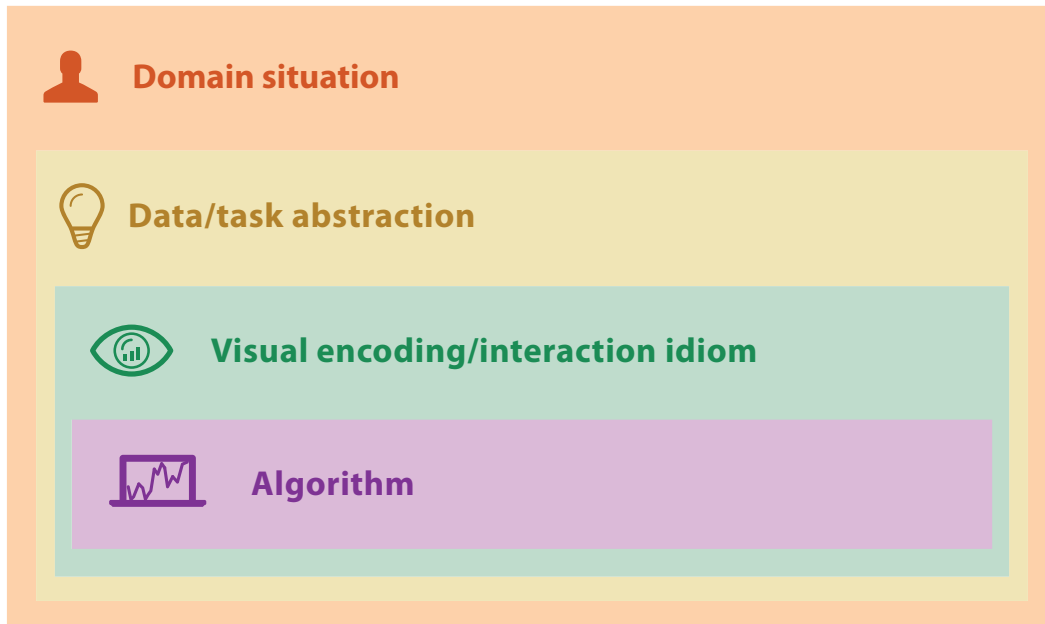 Domain situation
Data/task abstraction
Visual encoding/interaction idiom
Algorithm